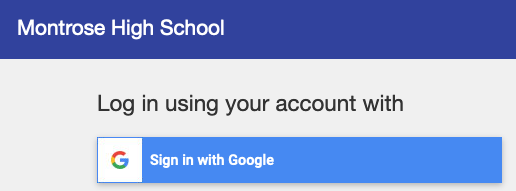 Montrose High School
Log in using your account with
Sign in with Google